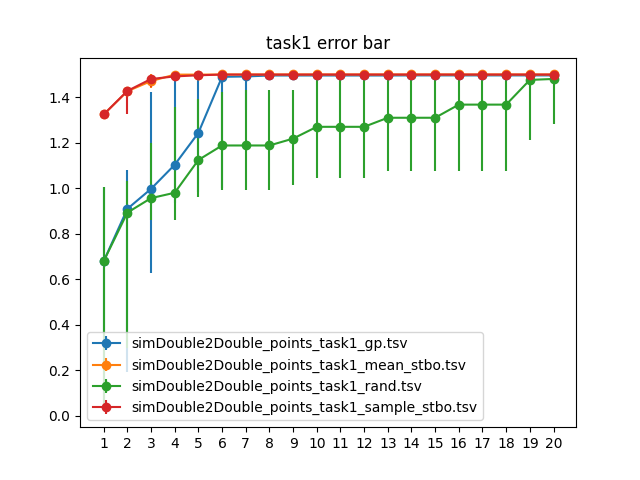 task1 error bar
1.4
1.2
1.0
0.8
0.6
0.4
0.2
0.0
simDouble2Double_points_task1_gp.tsv
simDouble2Double_points_task1_mean_stbo.tsv
simDouble2Double_points_task1_rand.tsv
simDouble2Double_points_task1_sample_stbo.tsv
1 2 3 4 5 6 7 8 9 10 11 12 13 14 15 16 17 18 19 20